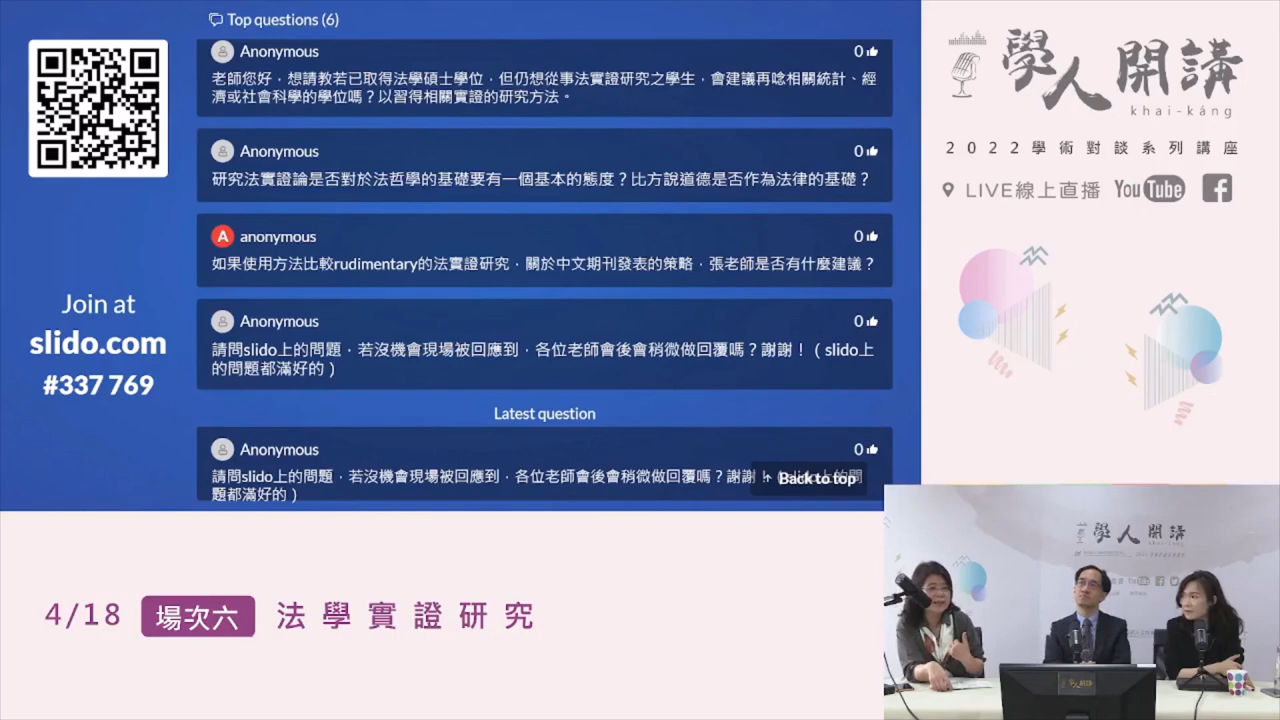 Top questions (6)
Anonymous
0
老師您好，想請教若已取得法學碩士學位，但仍想從事法實證研究之學生，會建議再唸相關統計、經
濟或社會科學的學位嗎？以習得相關實證的研究方法。
Anonymous
0
研究法實證論是否對於法哲學的基礎要有一個基本的態度？比方說道德是否作為法律的基礎？
A anonymous
0
如果使用方法比較rudimentary的法實證研究，關於中文期刊發表的策略，張老師是否有什麼建議？
Anonymous
0
請問slido上的問題，若沒機會現場被回應到，各位老師會後會稍微做回覆嗎？謝謝！（slido上
的問題都滿好的）
Latest question
Anonymous
0
請問slido上的問題，若沒機會現場被回應到，各位老師會後會稍微做回覆嗎？謝謝！（slido上的問
題都滿好的）
Back to top
Join at
slido.com
#337 769
學人開講
khai-káng
2022學術對談系列講座
LIVE線上直播 YouTube f
4/18 場次六 法學實證研究
學人開講
khai-káng